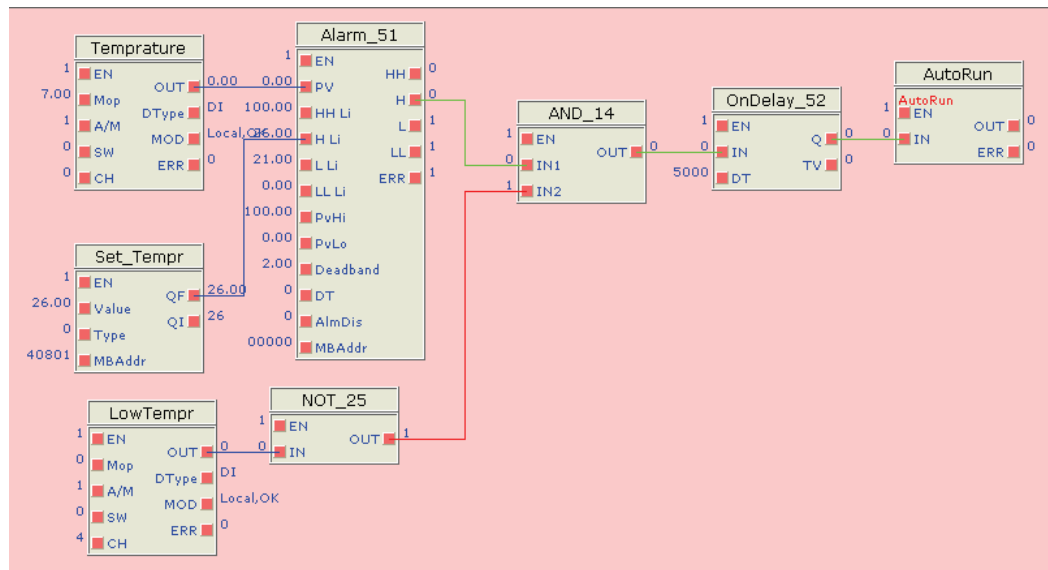 Temprature
1 EN
OUT 0.00
7.00 Mop
DType DI
1 A/M
MOD Local,OK
0 SW
ERR 0
0 CH
Alarm_51
1 EN
HH 0
0.00 PV
H 0
100.00 HH Li
L 1
26.00 H Li
LL 1
21.00 L Li
ERR 1
0.00 LL Li
100.00 PvHi
0.00 PvLo
2.00 Deadband
0 DT
0 AlmDis
00000 MBAddr
Set_Tempr
1 EN
QF 26.00
26.00 Value
QI 26
0 Type
40801 MBAddr
LowTempr
1 EN
OUT 0
0 Mop
DType DI
1 A/M
MOD Local,OK
0 SW
ERR 0
4 CH
NOT_25
1 EN
OUT 1
0 IN
AND_14
1 EN
OUT 0
0 IN1
1 IN2
OnDelay_52
1 EN
Q 0
0 IN
TV 0
5000 DT
AutoRun
AutoRun
1 EN
OUT 0
0 IN
ERR 0